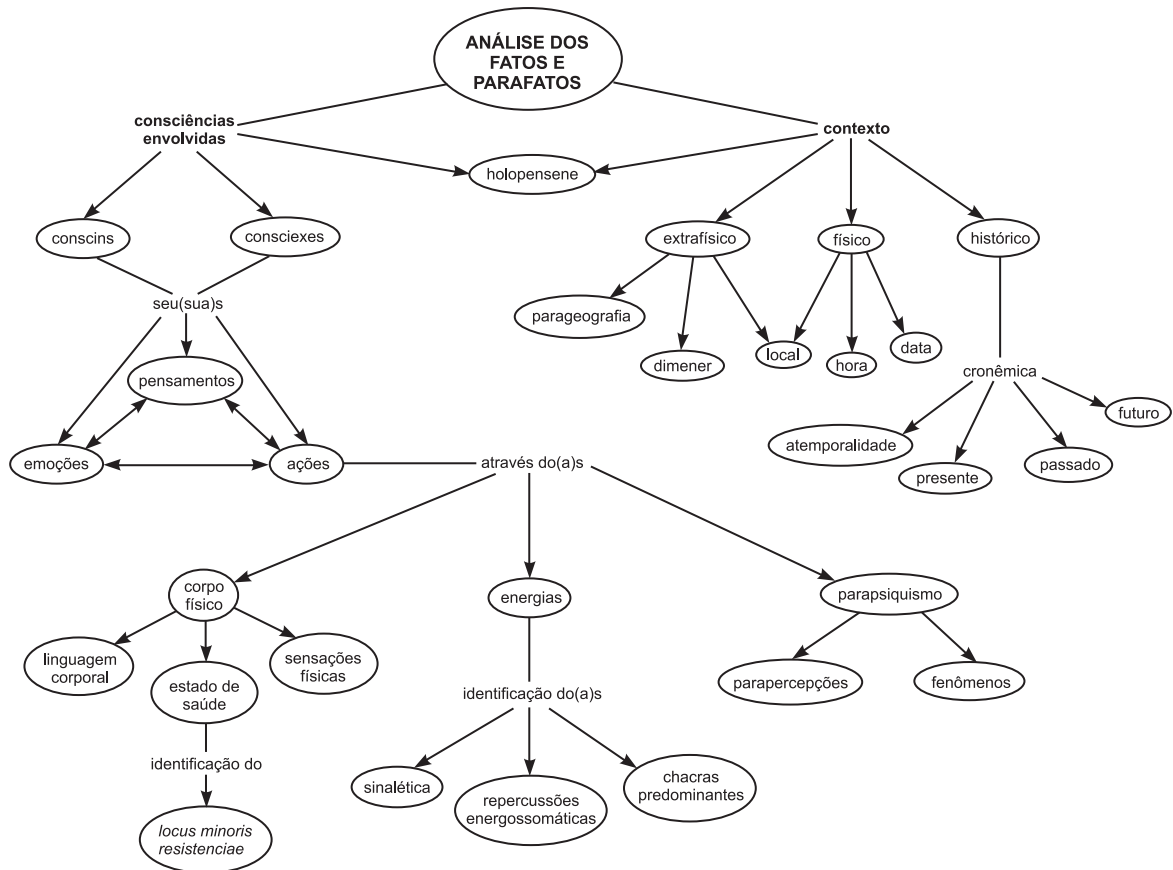 ANÁLISE DOS
FATOS E
PARAFATOS
consciências
envolvidas
contexto
holopensene
conscins
consciexes
extrafísico
físico
histórico
seu(sua)s
parageografia
dimener
local
hora
data
pensamentos
cronêmica
emoções
ações
através do(a)s
atemporalidade
presente
passado
futuro
corpo
físico
energias
parapsiquismo
linguagem
corporal
estado de
saúde
sensações
físicas
identificação do(a)s
parapercepções
fenômenos
identificação do
sinalética
repercussões
energossomáticas
chacras
predominantes
locus minoris
resistenciae